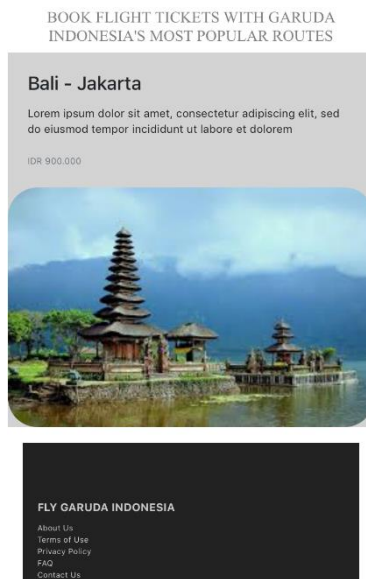 BOOK FLIGHT TICKETS WITH GARUDA
INDONESIA'S MOST POPULAR ROUTES
Bali - Jakarta
Lorem ipsum dolor sit amet, consectetur adipiscing elit, sed
do eiusmod tempor incididunt ut labore et dolorem
IDR 900.000
FLY GARUDA INDONESIA
About Us
Terms of Use
Privacy Policy
FAQ
Contact Us